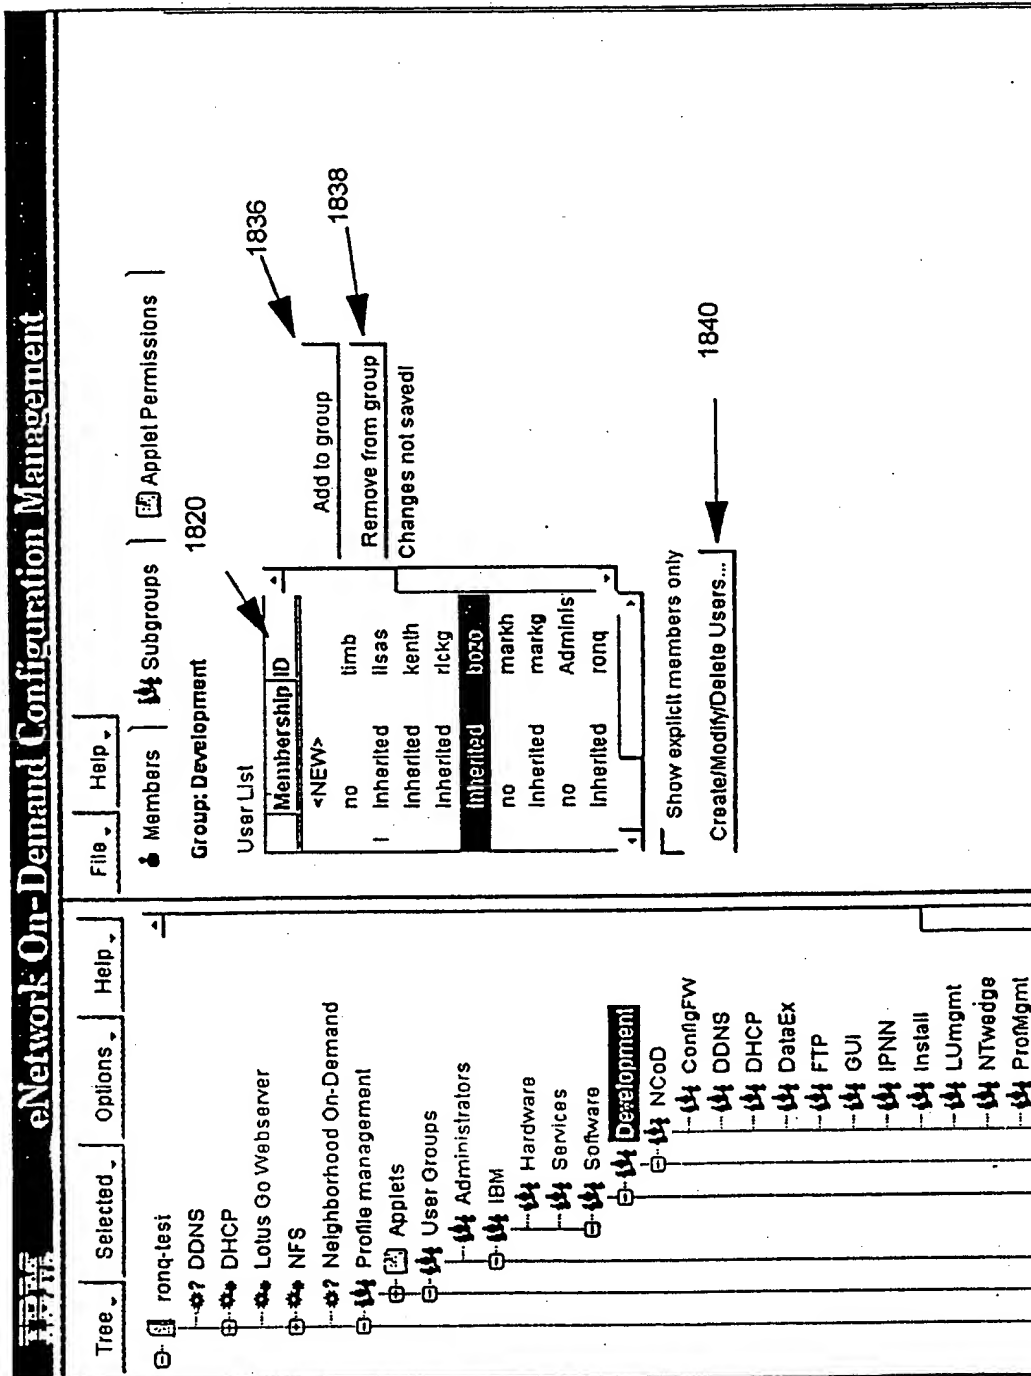 IBM
eNetwork On-Demand Configuration Management
Tree Selected Options Help
ronq-test
? DDNS
DHCP
Lotus Go Webserver
NFS
? Neighborhood On-Demand
Profile management
Applets
User Groups
Administrators
IBM
Hardware
Services
Software
Development
NCoD
ConfigFW
DDNS
DHCP
DataEx
FTP
GUI
IPNN
Install
LUmgmt
NTwedge
ProfMgmt
File Help
Members Subgroups Applet Permissions
Group: Development
1820
User List
Membership ID
<NEW>
no timb
Inherited lisas
Inherited kenth
Inherited rickg
Inherited bozo
no markh
Inherited markg
no Adminis
Inherited ronq
Add to group
1836
Remove from group
1838
Changes not saved!
Show explicit members only
Create/Modify/Delete Users...
1840